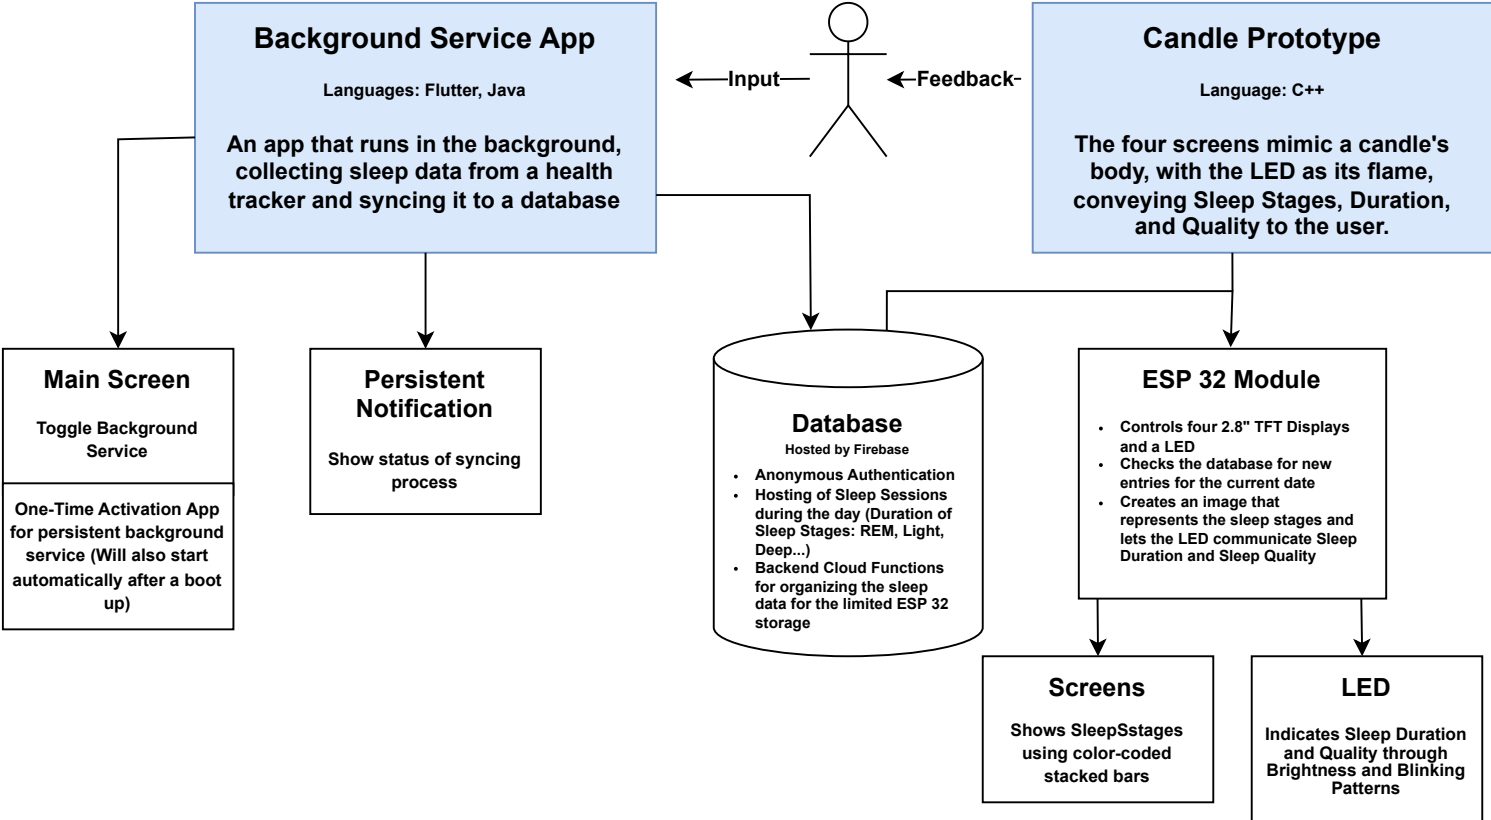 Background Service App
Languages: Flutter, Java
An app that runs in the background,
collecting sleep data from a health
tracker and syncing it to a database
Input
Feedback
Candle Prototype
Language: C++
The four screens mimic a candle's
body, with the LED as its flame,
conveying Sleep Stages, Duration,
and Quality to the user.
Main Screen
Toggle Background
Service
One-Time Activation App
for persistent background
service (Will also start
automatically after a boot
up)
Persistent
Notification
Show status of syncing
process
Database
Hosted by Firebase
• Anonymous Authentication
• Hosting of Sleep Sessions
during the day (Duration of
Sleep Stages: REM, Light,
Deep...)
• Backend Cloud Functions
for organizing the sleep
data for the limited ESP 32
storage
ESP 32 Module
• Controls four 2.8" TFT Displays
and a LED
• Checks the database for new
entries for the current date
• Creates an image that
represents the sleep stages and
lets the LED communicate Sleep
Duration and Sleep Quality
Screens
Shows SleepSstages
using color-coded
stacked bars
LED
Indicates Sleep Duration
and Quality through
Brightness and Blinking
Patterns